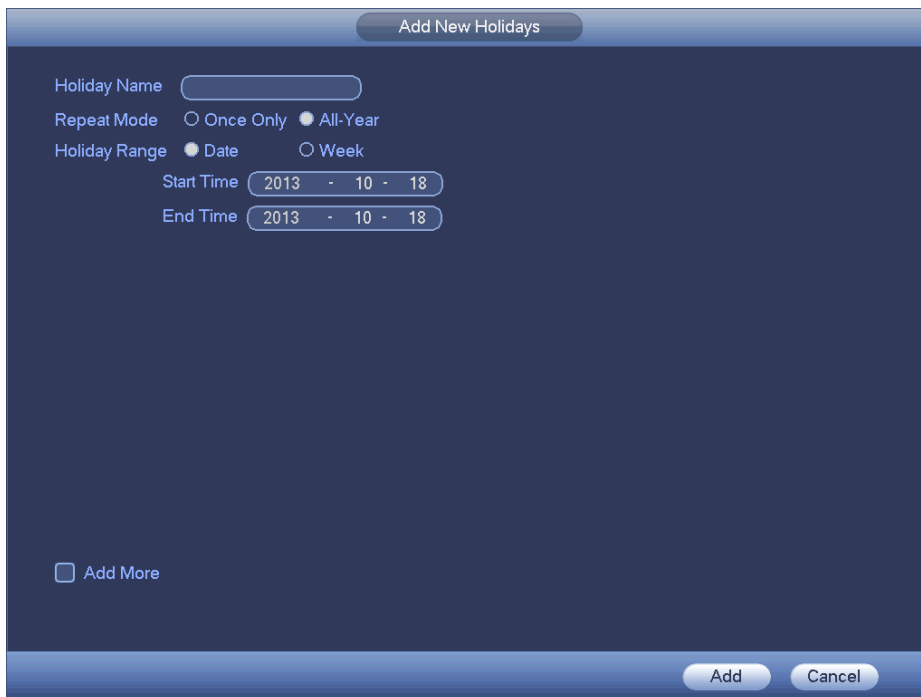 Add New Holidays
Holiday Name
Repeat Mode Once Only All-Year
Holiday Range Date Week
Start Time 2013 - 10 - 18
End Time 2013 - 10 - 18
Add More
Add Cancel